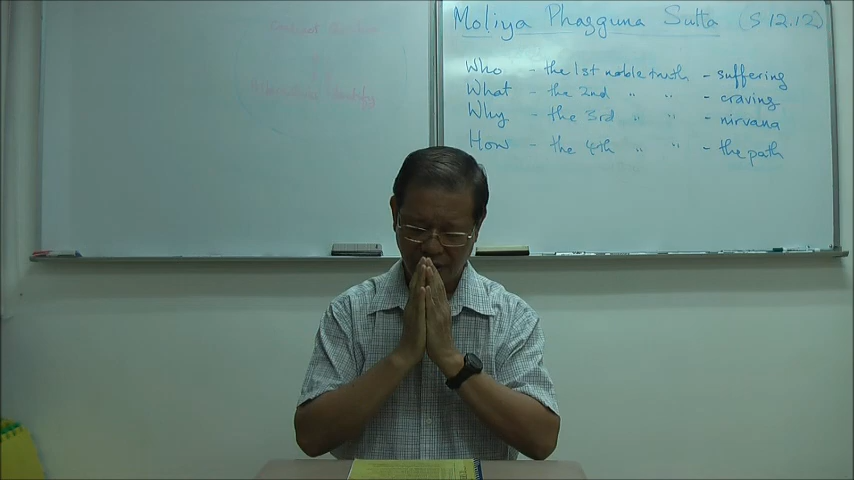 Moliya Phagguna Sutta (S 12.12)
Who - the 1st noble truth - suffering
What - the 2nd " " - craving
Why - the 3rd " " - nirvana
How - the 4th " " - the path